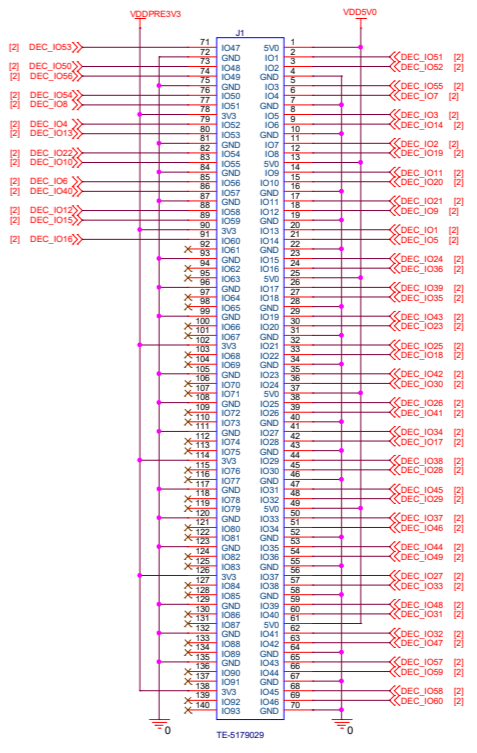 VDDPRE3V3 VDD5V0
J1
[2] DEC_IO53 71 IO47 5V0 1
72 GND IO1 2 DEC_IO51 [2]
[2] DEC_IO50 73 IO48 IO2 3 DEC_IO52 [2]
[2] DEC_IO56 74 IO49 GND 4
75 GND IO3 5 DEC_IO55 [2]
[2] DEC_IO54 76 IO50 IO4 6 DEC_IO7 [2]
[2] DEC_IO8 77 IO51 GND 7
78 3V3 IO5 8 DEC_IO3 [2]
[2] DEC_IO4 79 IO52 IO6 9 DEC_IO14 [2]
[2] DEC_IO13 80 IO53 GND 10
81 GND IO7 11 DEC_IO2 [2]
[2] DEC_IO22 82 IO54 IO8 12 DEC_IO19 [2]
[2] DEC_IO10 83 IO55 5V0 13
84 GND IO9 14 DEC_IO11 [2]
[2] DEC_IO6 85 IO56 IO10 15 DEC_IO20 [2]
[2] DEC_IO40 86 IO57 GND 16
87 GND IO11 17 DEC_IO21 [2]
[2] DEC_IO12 88 IO58 IO12 18 DEC_IO9 [2]
[2] DEC_IO15 89 IO59 GND 19
90 3V3 IO13 20 DEC_IO1 [2]
[2] DEC_IO16 91 IO60 IO14 21 DEC_IO5 [2]
92 IO61 GND 22
93 GND IO15 23 DEC_IO24 [2]
94 IO62 IO16 24 DEC_IO36 [2]
95 IO63 5V0 25
96 GND IO17 26 DEC_IO39 [2]
97 IO64 IO18 27 DEC_IO35 [2]
98 IO65 GND 28
99 GND IO19 29 DEC_IO43 [2]
100 IO66 IO20 30 DEC_IO23 [2]
101 IO67 GND 31
102 3V3 IO21 32 DEC_IO25 [2]
103 IO68 IO22 33 DEC_IO18 [2]
104 IO69 GND 34
105 GND IO23 35 DEC_IO42 [2]
106 IO70 IO24 36 DEC_IO30 [2]
107 IO71 5V0 37
108 GND IO25 38 DEC_IO26 [2]
109 IO72 IO26 39 DEC_IO41 [2]
110 IO73 GND 40
111 GND IO27 41 DEC_IO34 [2]
112 IO74 IO28 42 DEC_IO17 [2]
113 IO75 GND 43
114 3V3 IO29 44 DEC_IO38 [2]
115 IO76 IO30 45 DEC_IO28 [2]
116 IO77 GND 46
117 GND IO31 47 DEC_IO45 [2]
118 IO78 IO32 48 DEC_IO29 [2]
119 IO79 5V0 49
120 GND IO33 50 DEC_IO37 [2]
121 IO80 IO34 51 DEC_IO46 [2]
122 IO81 GND 52
123 GND IO35 53 DEC_IO44 [2]
124 IO82 IO36 54 DEC_IO49 [2]
125 IO83 GND 55
126 3V3 IO37 56 DEC_IO27 [2]
127 IO84 IO38 57 DEC_IO33 [2]
128 IO85 GND 58
129 GND IO39 59 DEC_IO48 [2]
130 IO86 IO40 60 DEC_IO31 [2]
131 IO87 5V0 61
132 GND IO41 62 DEC_IO32 [2]
133 IO88 IO42 63 DEC_IO47 [2]
134 IO89 GND 64
135 GND IO43 65 DEC_IO57 [2]
136 IO90 IO44 66 DEC_IO59 [2]
137 IO91 GND 67
138 3V3 IO45 68 DEC_IO58 [2]
139 IO92 IO46 69 DEC_IO60 [2]
140 IO93 GND 70
0 0
TE-5179029